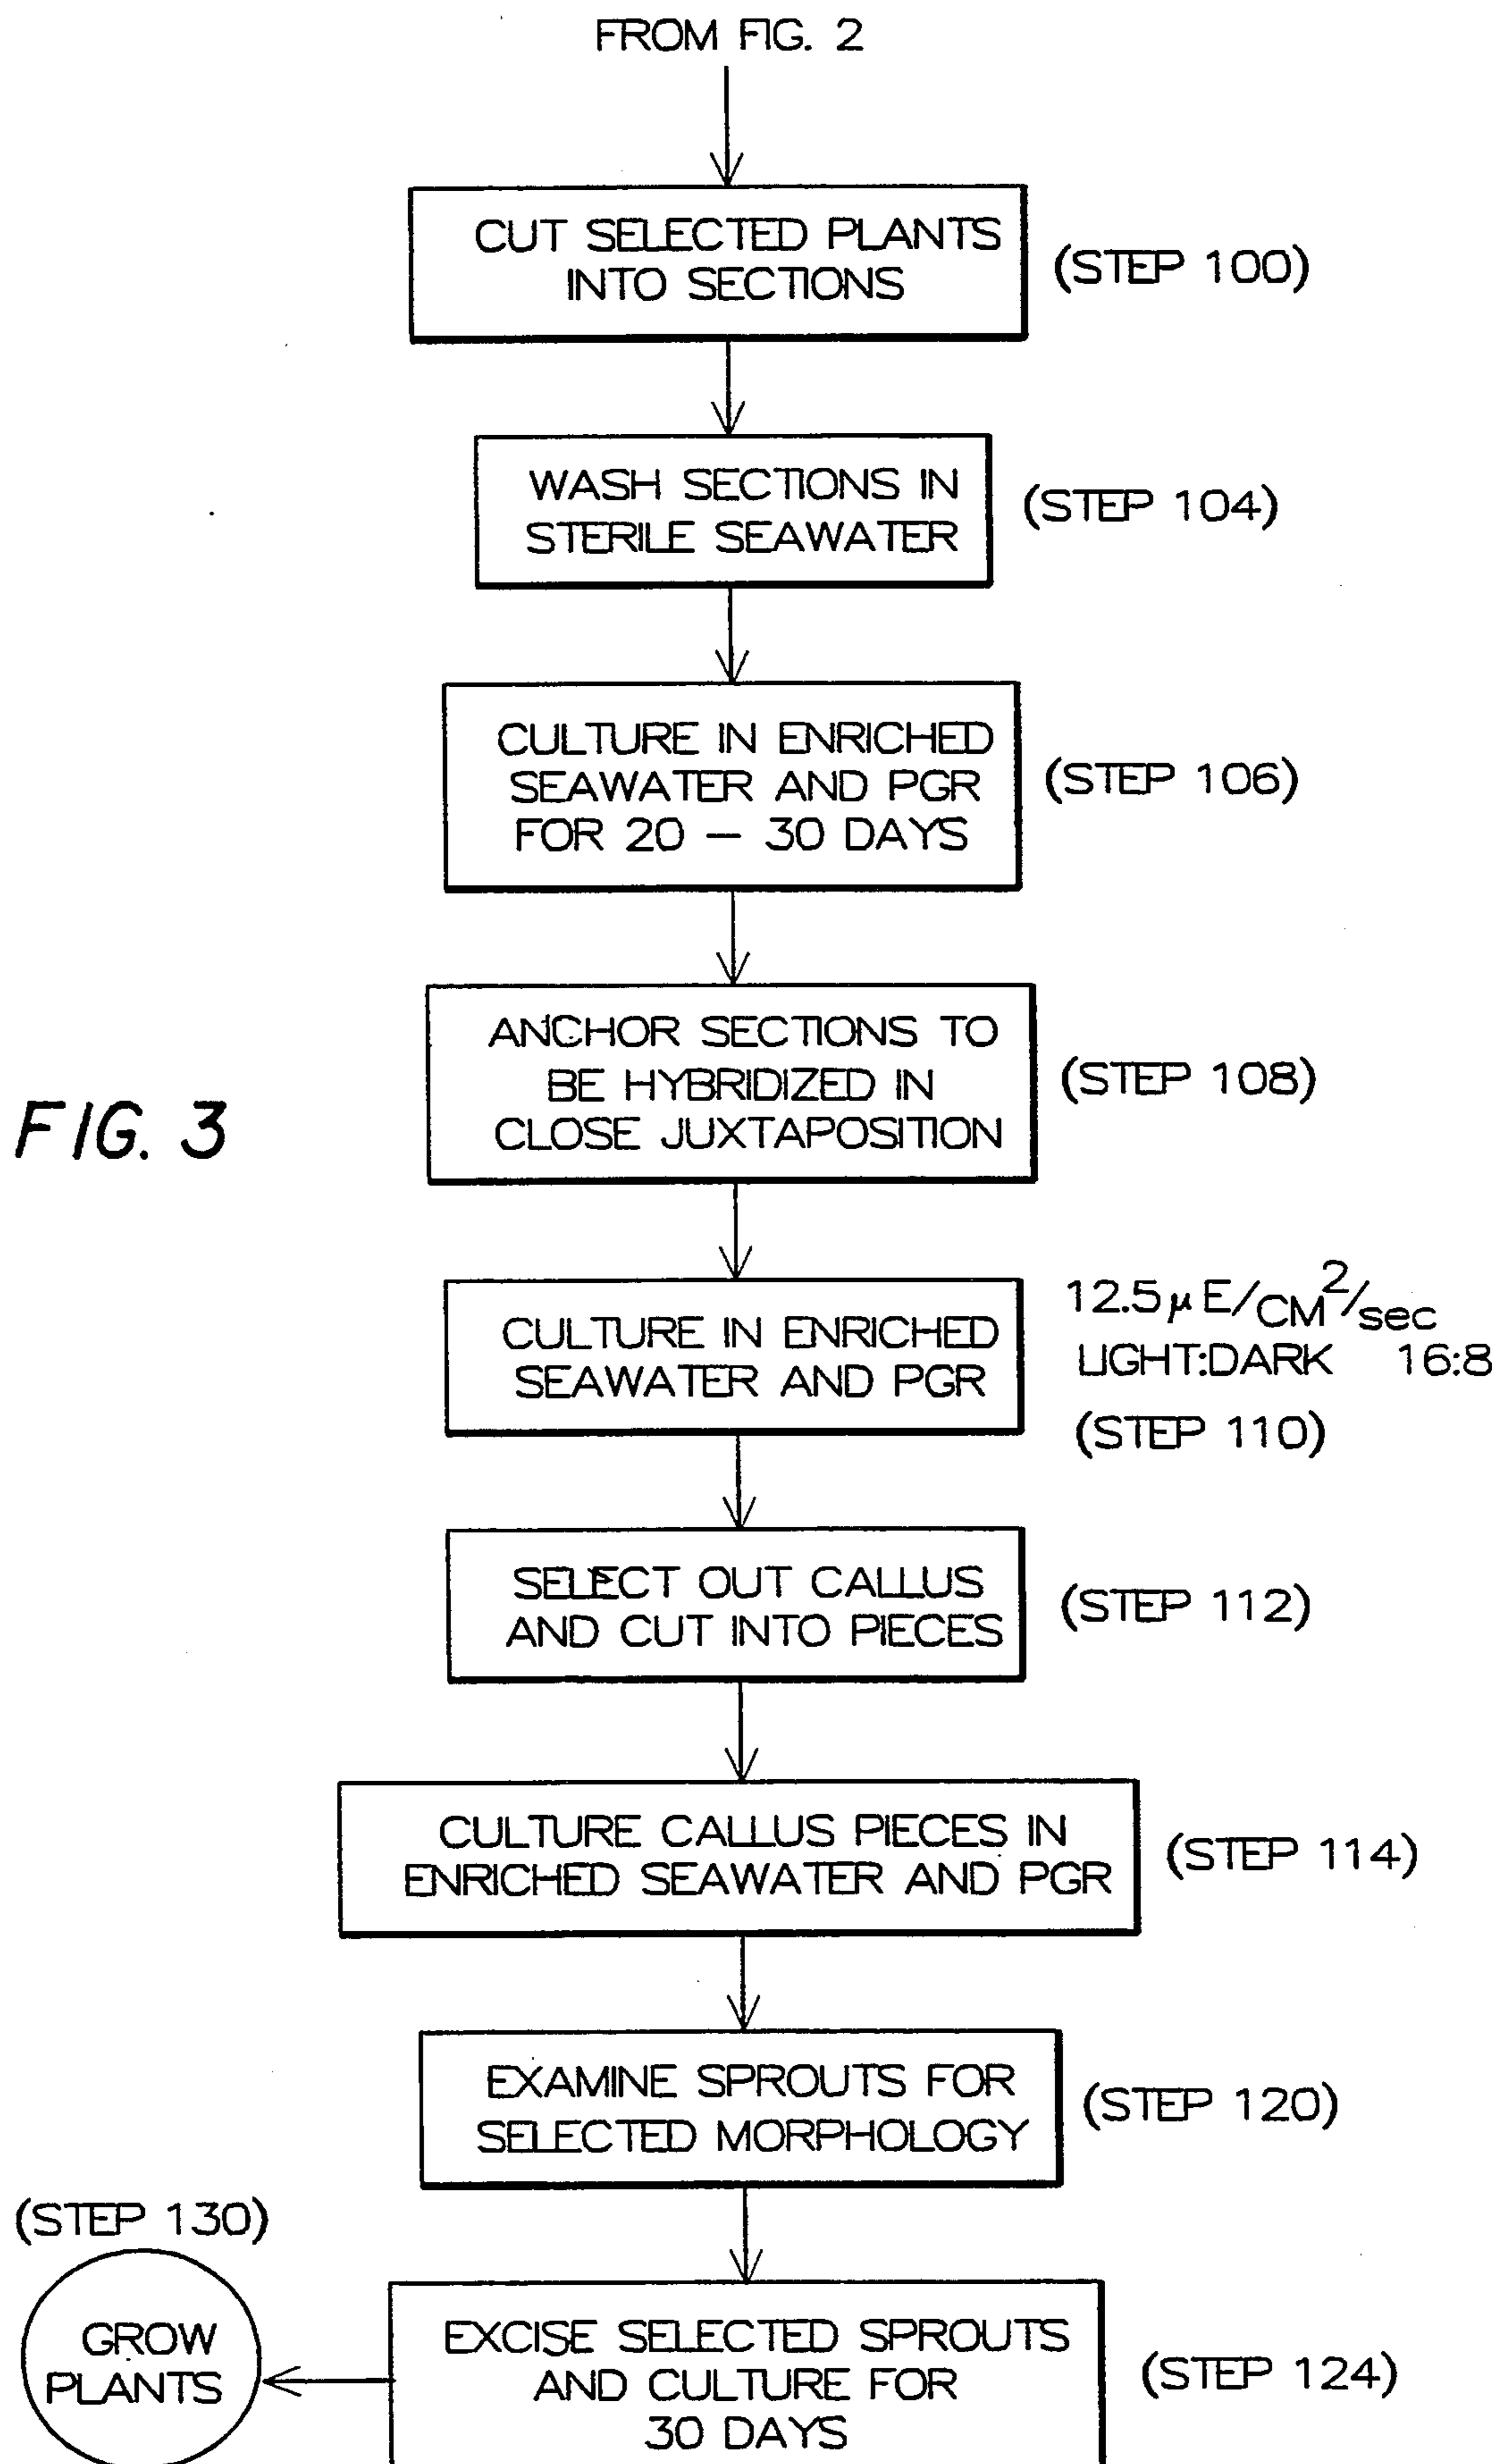 FROM FIG. 2
CUT SELECTED PLANTS
INTO SECTIONS
(STEP 100)
WASH SECTIONS IN
STERILE SEAWATER
(STEP 104)
CULTURE IN ENRICHED
SEAWATER AND PGR
FOR 20 – 30 DAYS
(STEP 106)
ANCHOR SECTIONS TO
BE HYBRIDIZED IN
CLOSE JUXTAPOSITION
(STEP 108)
FIG. 3
CULTURE IN ENRICHED
SEAWATER AND PGR
12.5 μ E/CM²/sec
LIGHT:DARK 16:8
(STEP 110)
SELECT OUT CALLUS
AND CUT INTO PIECES
(STEP 112)
CULTURE CALLUS PIECES IN
ENRICHED SEAWATER AND PGR
(STEP 114)
EXAMINE SPROUTS FOR
SELECTED MORPHOLOGY
(STEP 120)
EXCISE SELECTED SPROUTS
AND CULTURE FOR
30 DAYS
(STEP 124)
(STEP 130)
GROW
PLANTS